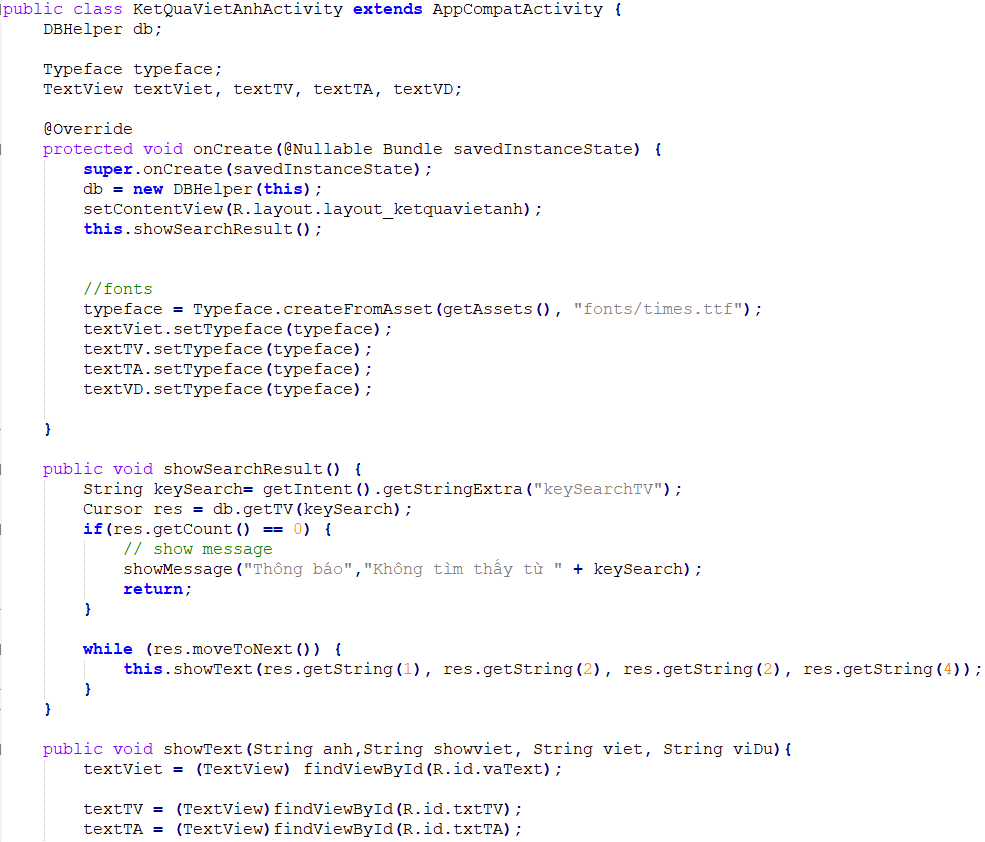 public class KetQuaVietAnhActivity extends AppCompatActivity {
DBHelper db;
Typeface typeface;
TextView textViet, textTV, textTA, textVD;
@Override
protected void onCreate(@Nullable Bundle savedInstanceState) {
super.onCreate(savedInstanceState);
db = new DBHelper(this);
setContentView(R.layout.layout_ketquavietanh);
this.showSearchResult();
//fonts
typeface = Typeface.createFromAsset(getAssets(), "fonts/times.ttf");
textViet.setTypeface(typeface);
textTV.setTypeface(typeface);
textTA.setTypeface(typeface);
textVD.setTypeface(typeface);
}
public void showSearchResult() {
String keySearch= getIntent().getStringExtra("keySearchTV");
Cursor res = db.getTV(keySearch);
if(res.getCount() == 0) {
// show message
showMessage("Thông báo","Không tìm thấy từ " + keySearch);
return;
}
while (res.moveToNext()) {
this.showText(res.getString(1), res.getString(2), res.getString(2), res.getString(4));
}
}
public void showText(String anh,String showviet, String viet, String viDu){
textViet = (TextView) findViewById(R.id.vaText);
textTV = (TextView)findViewById(R.id.txtTV);
textTA = (TextView)findViewById(R.id.txtTA);